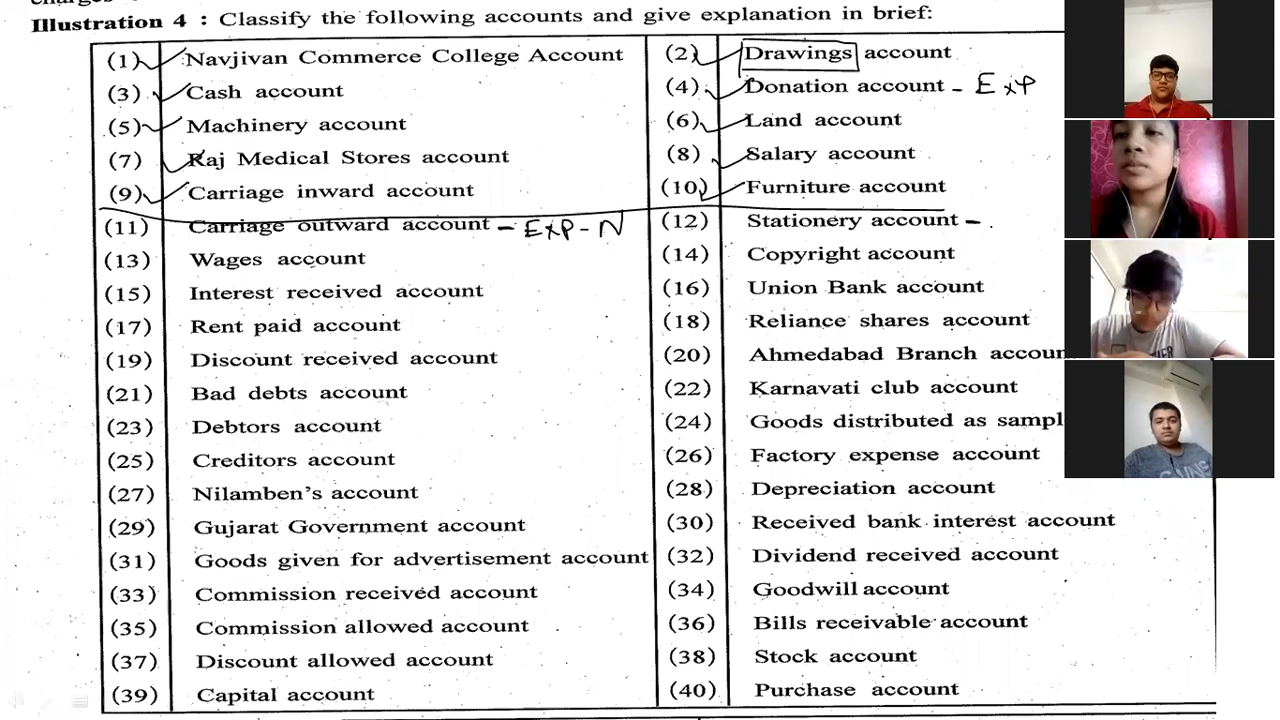 Illustration 4 : Classify the following accounts and give explanation in brief:
(1) Navjivan Commerce College Account (2) Drawings account
(3) Cash account (4) Donation account - Exp
(5) Machinery account (6) Land account
(7) Raj Medical Stores account (8) Salary account
(9) Carriage inward account (10) Furniture account
(11) Carriage outward account - Exp - N (12) Stationery account -
(13) Wages account (14) Copyright account
(15) Interest received account (16) Union Bank account
(17) Rent paid account (18) Reliance shares account
(19) Discount received account (20) Ahmedabad Branch accoun
(21) Bad debts account (22) Karnavati club account
(23) Debtors account (24) Goods distributed as sampl
(25) Creditors account (26) Factory expense account
(27) Nilamben's account (28) Depreciation account
(29) Gujarat Government account (30) Received bank interest account
(31) Goods given for advertisement account (32) Dividend received account
(33) Commission received account (34) Goodwill account
(35) Commission allowed account (36) Bills receivable account
(37) Discount allowed account (38) Stock account
(39) Capital account (40) Purchase account